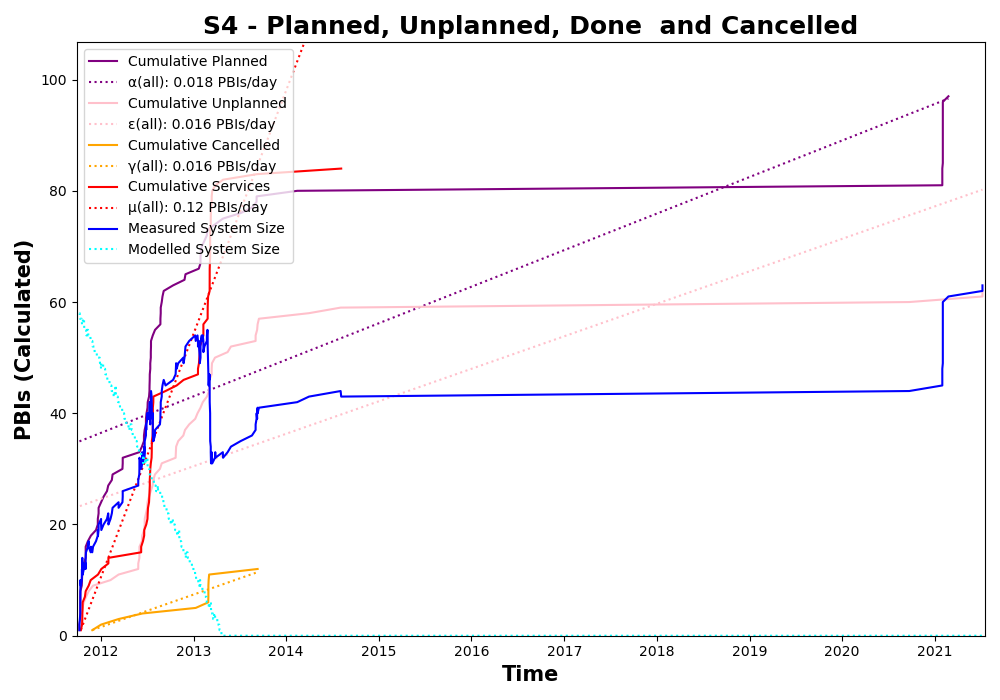 S4 - Planned, Unplanned, Done  and Cancelled
PBIs (Calculated)
100
80
60
40
20
0
Cumulative Planned
α(all): 0.018 PBIs/day
Cumulative Unplanned
ε(all): 0.016 PBIs/day
Cumulative Cancelled
γ(all): 0.016 PBIs/day
Cumulative Services
μ(all): 0.12 PBIs/day
Measured System Size
Modelled System Size
2012 2013 2014 2015 2016 2017 2018 2019 2020 2021
Time